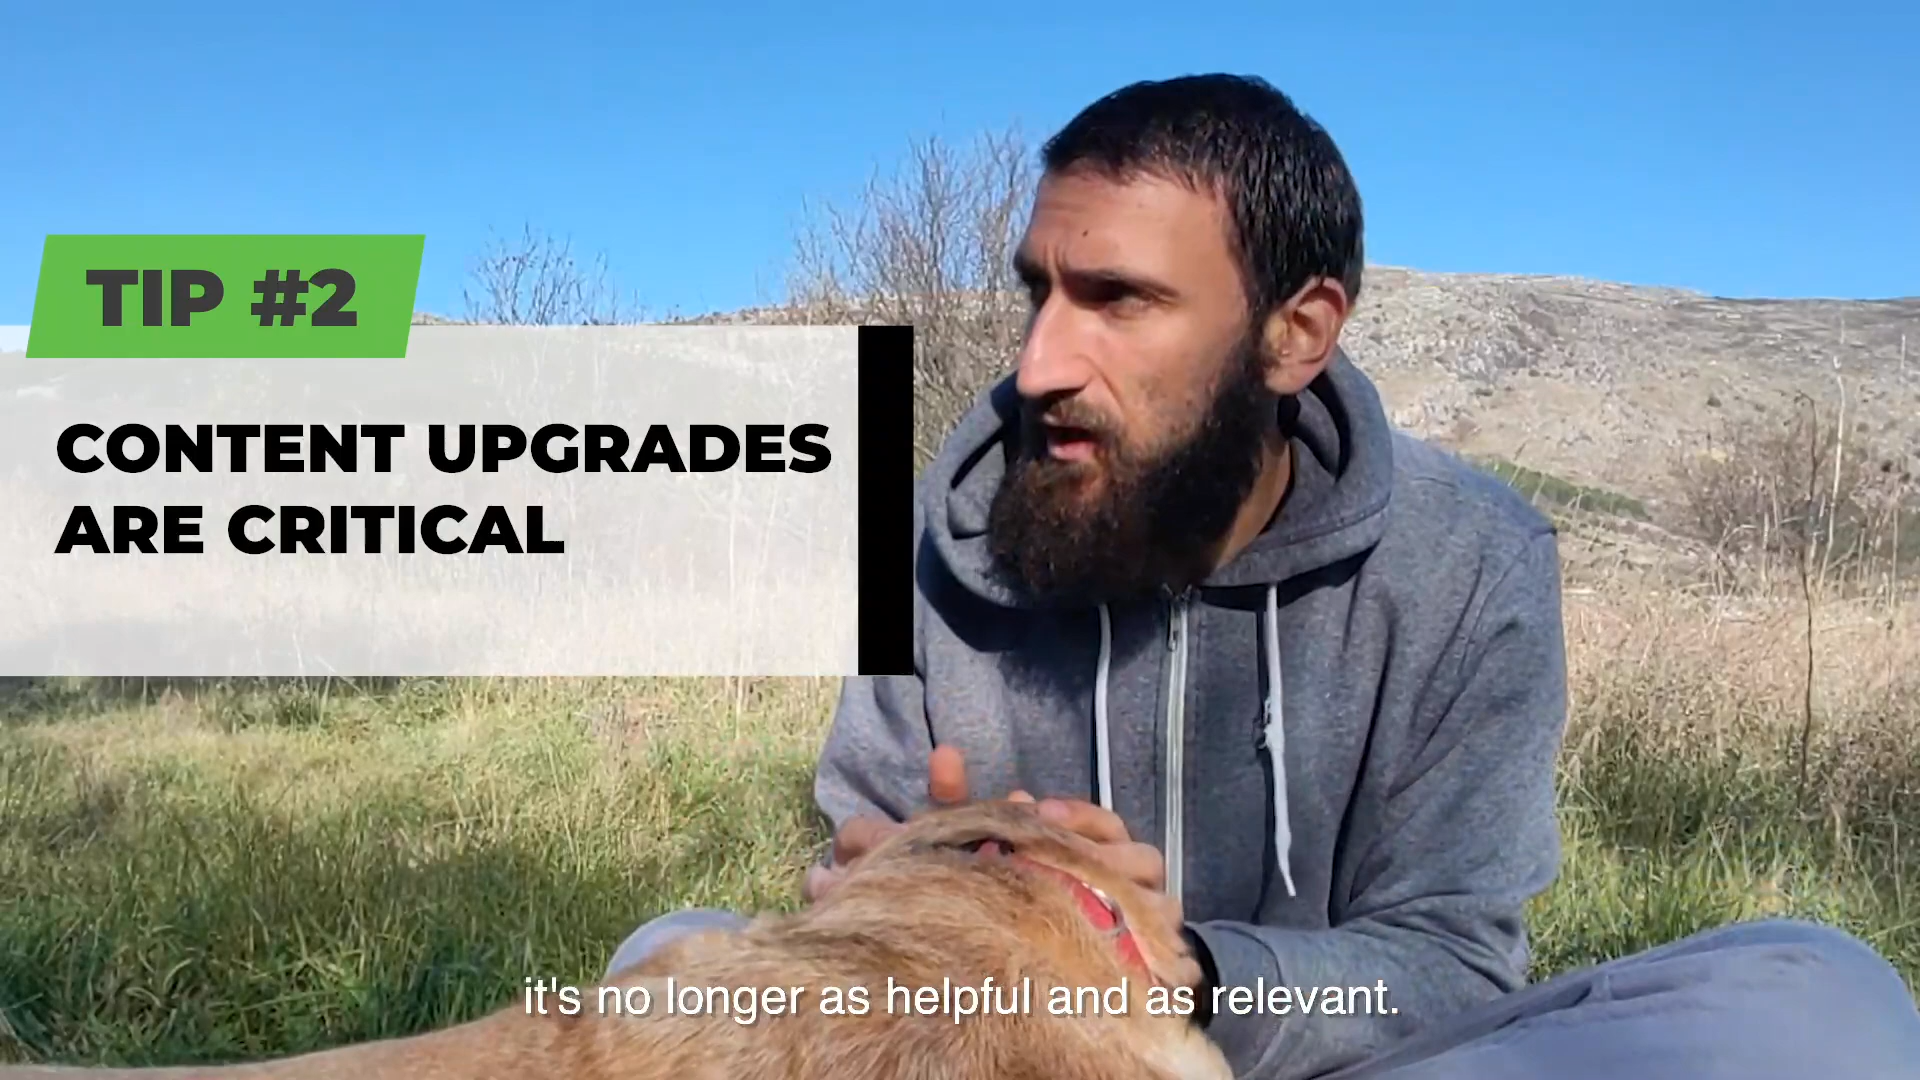 TIP #2
CONTENT UPGRADES
ARE CRITICAL
it's no longer as helpful and as relevant.